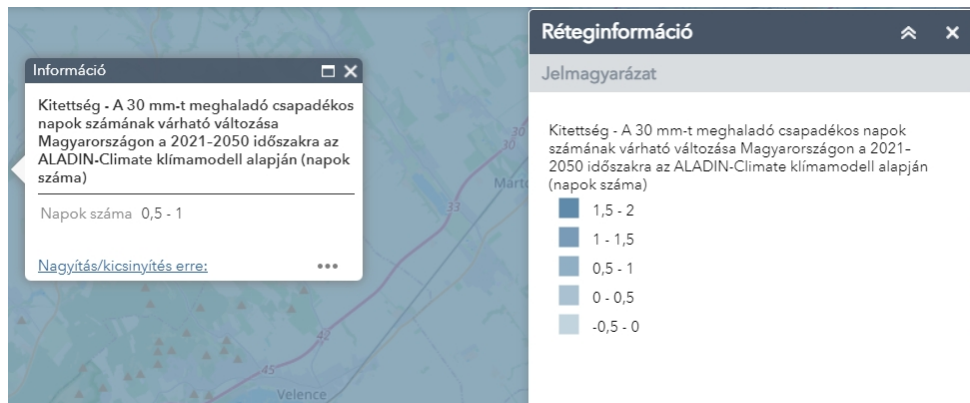 Információ
Kitettség - A 30 mm-t meghaladó csapadékos
napok számának várható változása
Magyarországon a 2021-2050 időszakra az
ALADIN-Climate klímamodell alapján (napok
száma)
Napok száma 0,5 - 1
Nagyítás/kicsinyítés erre:
30
30
Marto
33
42
45
Velence
Réteginformáció
Jelmagyarázat
Kitettség - A 30 mm-t meghaladó csapadékos napok
számának várható változása Magyarországon a 2021–
2050 időszakra az ALADIN-Climate klímamodell alapján
(napok száma)
1,5 - 2
1 - 1,5
0,5 - 1
0 - 0,5
-0,5 - 0